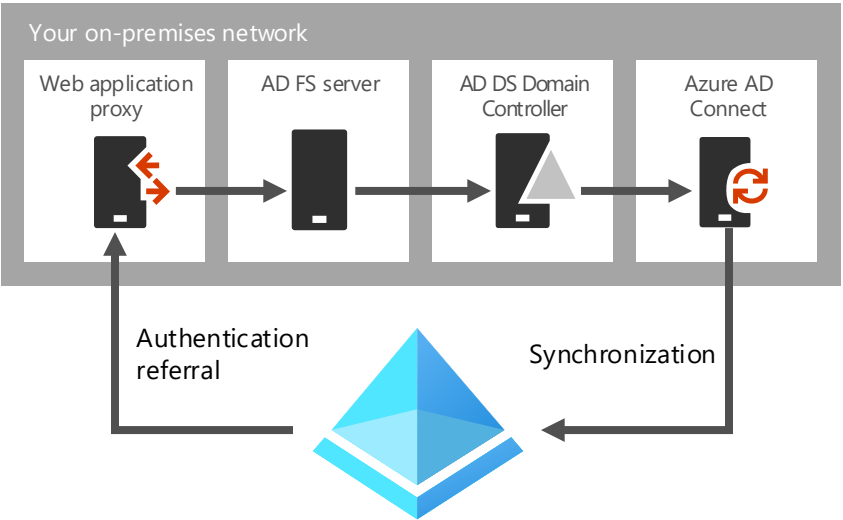 Your on-premises network
Web application
proxy
AD FS server
AD DS Domain
Controller
Azure AD
Connect
Authentication
referral
Synchronization